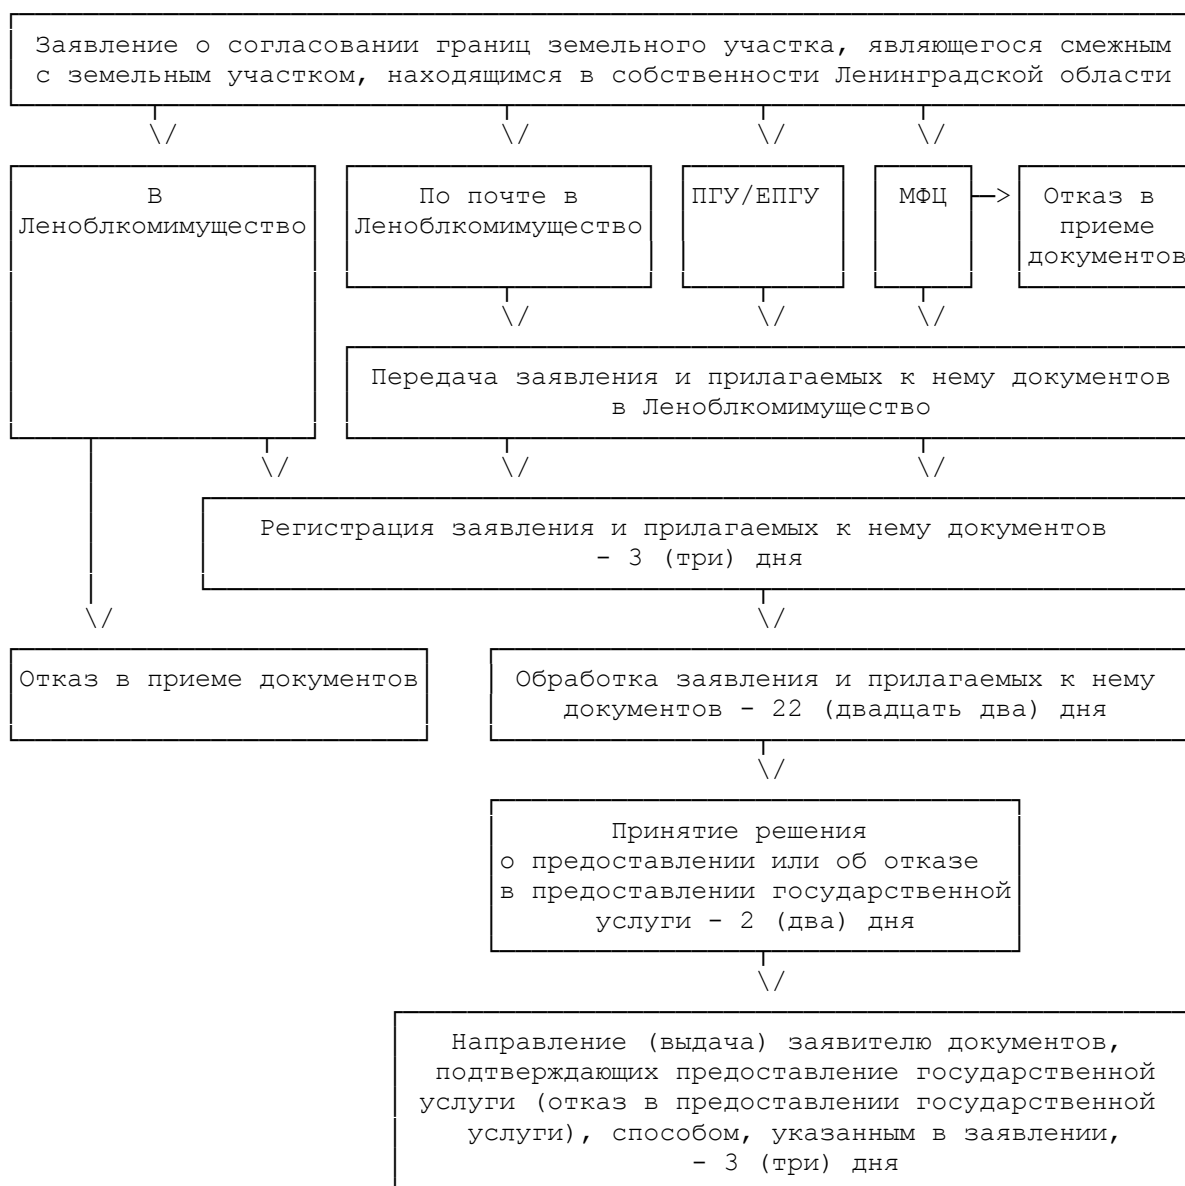 Заявление о согласовании границ земельного участка, являющегося смежным
с земельным участком, находящимся в собственности Ленинградской области
В
Леноблкомимущество
По почте в
Леноблкомимущество
ПГУ/ЕПГУ
МФЦ
Отказ в
приеме
документов
Передача заявления и прилагаемых к нему документов
в Леноблкомимущество
Регистрация заявления и прилагаемых к нему документов
- 3 (три) дня
Отказ в приеме документов
Обработка заявления и прилагаемых к нему
документов - 22 (двадцать два) дня
Принятие решения
о предоставлении или об отказе
в предоставлении государственной
услуги - 2 (два) дня
Направление (выдача) заявителю документов,
подтверждающих предоставление государственной
услуги (отказ в предоставлении государственной
услуги), способом, указанным в заявлении,
- 3 (три) дня